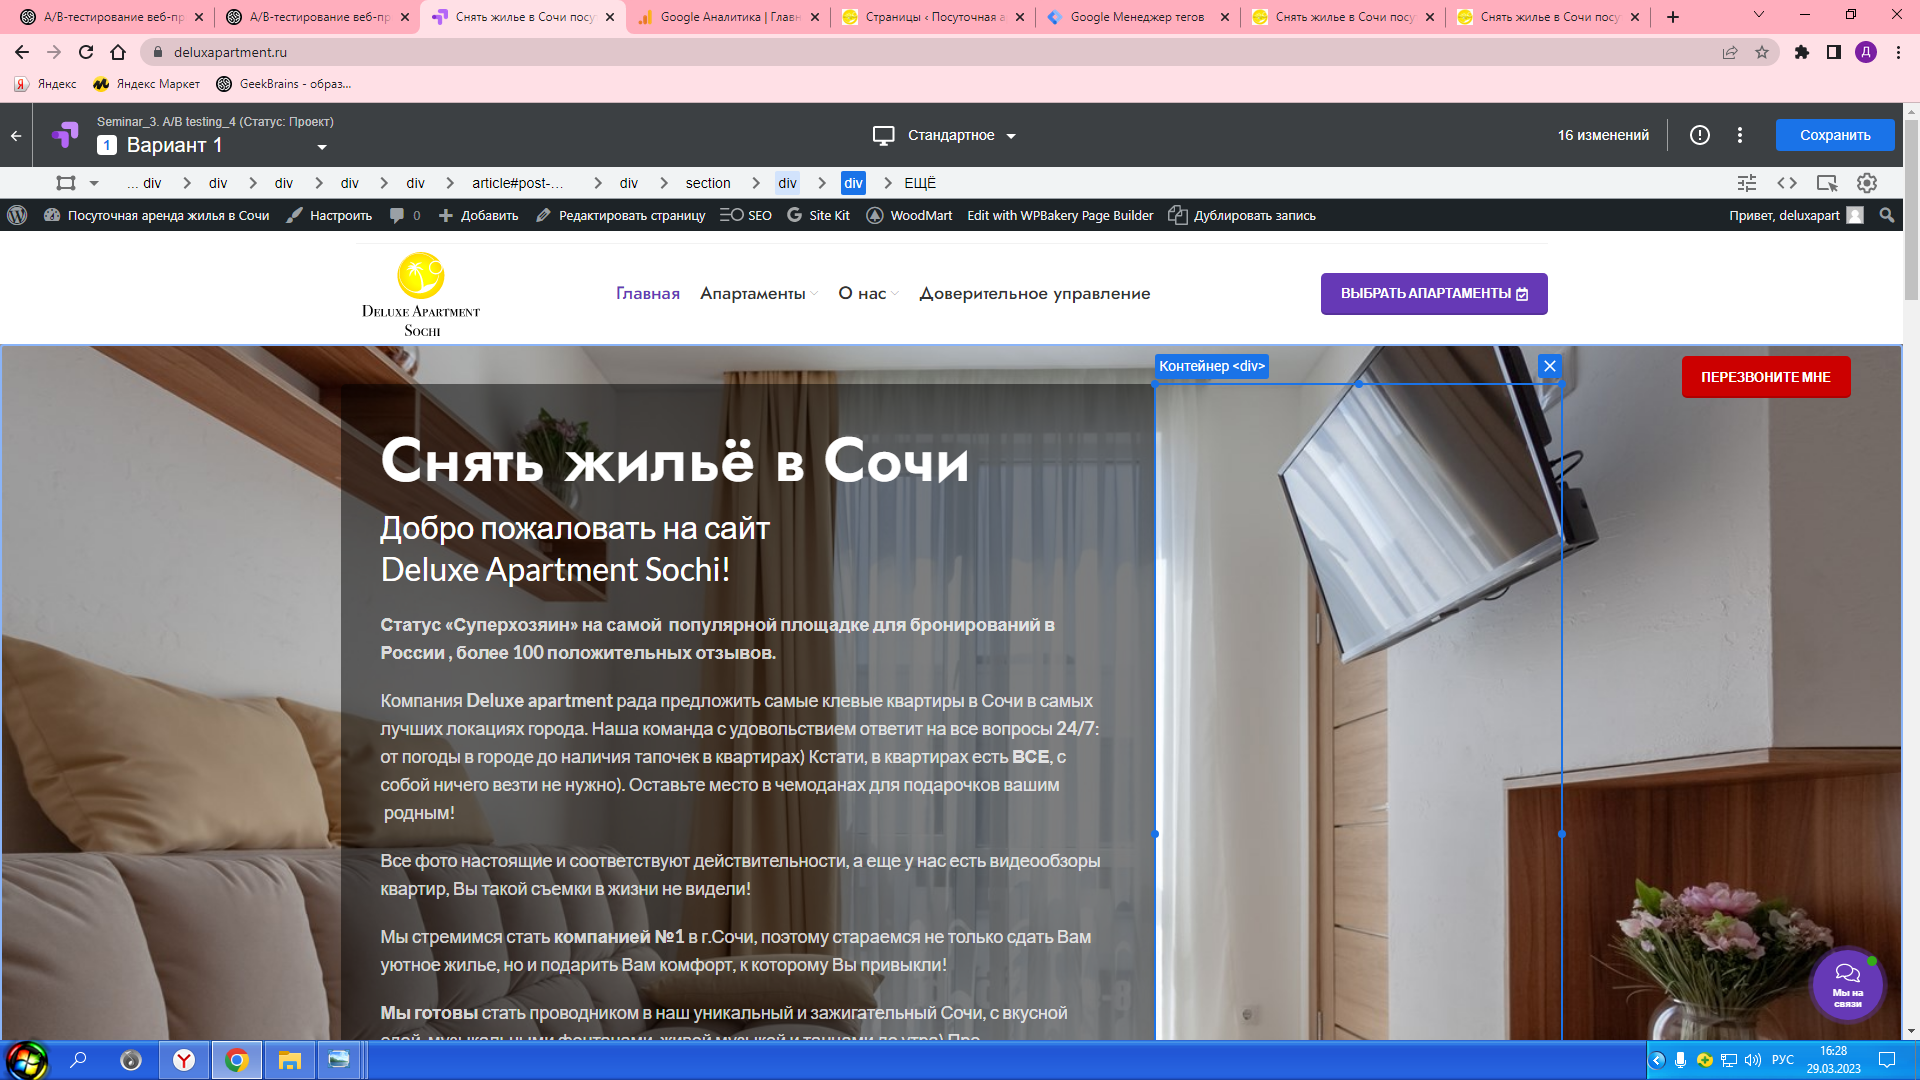 А/В-тестирование веб-пр
А/В-тестирование веб-пр
Снять жилье в Сочи посу
Google Аналитика | Глав
Страницы ‹ Посуточная а
Google Менеджер тегов
Снять жилье в Сочи посу
Снять жилье в Сочи посу
deluxapartment.ru
Д
Яндекс
Яндекс Маркет
GeekBrains - образ...
Seminar_3. A/B testing_4 (Статус: Проект)
1 Вариант 1
Стандартное
16 изменений
Сохранить
... div
div
div
div
div
article#post-...
div
section
div
div
ЕЩЁ
Посуточная аренда жилья в Сочи
Настроить
0
Добавить
Редактировать страницу
SEO
Site Kit
WoodMart
Edit with WPBakery Page Builder
Дублировать запись
Привет, deluxapart
Deluxe Apartment
Sochi
Главная
Апартаменты
О нас
Доверительное управление
ВЫБРАТЬ АПАРТАМЕНТЫ
Контейнер <div>
ПЕРЕЗВОНИТЕ МНЕ
Снять жильё в Сочи
Добро пожаловать на сайт
Deluxe Apartment Sochi!
Статус «Суперхозяин» на самой популярной площадке для бронирований в
России , более 100 положительных отзывов.
Компания Deluxe apartment рада предложить самые клевые квартиры в Сочи в самых
лучших локациях города. Наша команда с удовольствием ответит на все вопросы 24/7:
от погоды в городе до наличия тапочек в квартирах) Кстати, в квартирах есть ВСЕ, с
собой ничего везти не нужно). Оставьте место в чемоданах для подарочков вашим
родным!
Все фото настоящие и соответствуют действительности, а еще у нас есть видеообзоры
квартир, Вы такой съемки в жизни не видели!
Мы стремимся стать компанией №1 в г.Сочи, поэтому стараемся не только сдать Вам
уютное жилье, но и подарить Вам комфорт, к которому Вы привыкли!
Мы готовы стать проводником в наш уникальный и зажигательный Сочи, с вкусной
едой, музыкальными фонтанами, живой музыкой и танцами до утра) Про
Мы на
связи
РУС
16:28
29.03.2023